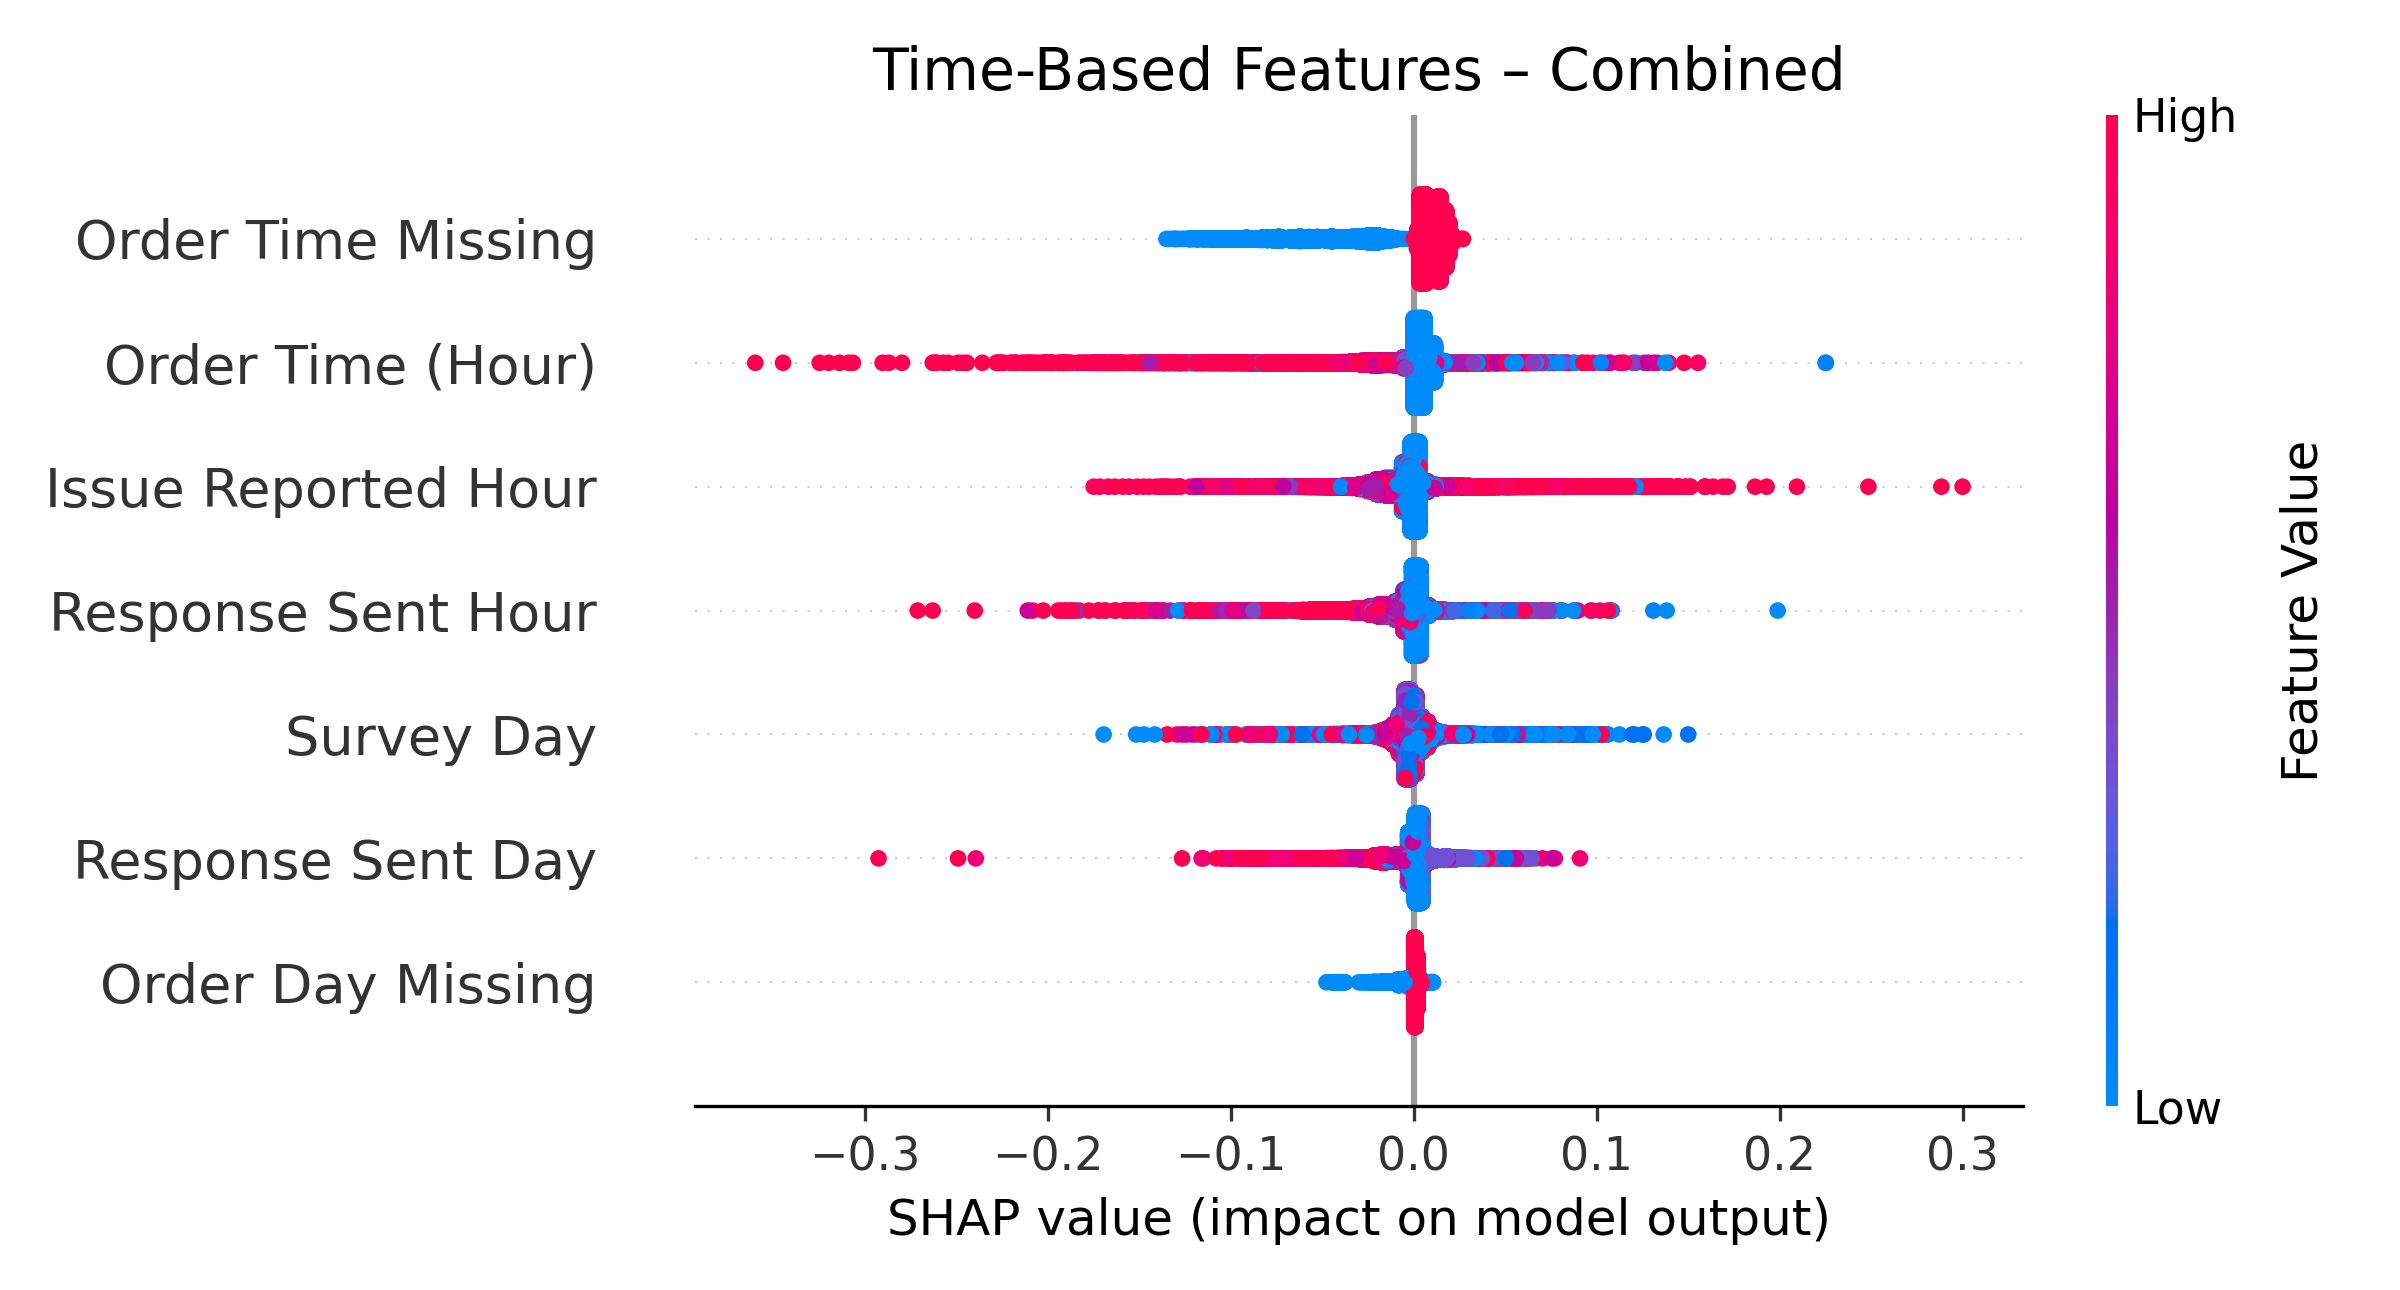 Time-Based Features – Combined
High
Order Time Missing
Order Time (Hour)
Issue Reported Hour
Response Sent Hour
Survey Day
Response Sent Day
Order Day Missing
Feature Value
Low
−0.3 −0.2 −0.1 0.0 0.1 0.2 0.3
SHAP value (impact on model output)